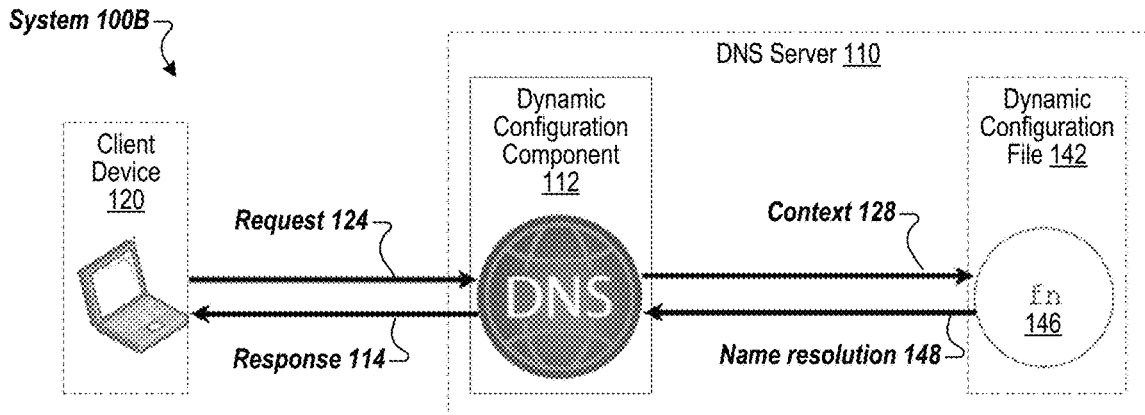 System 100B
DNS Server 110
Client
Device
120
Dynamic
Configuration
Component
112
Dynamic
Configuration
File 142
Request 124
Context 128
DNS
fn
146
Response 114
Name resolution 148